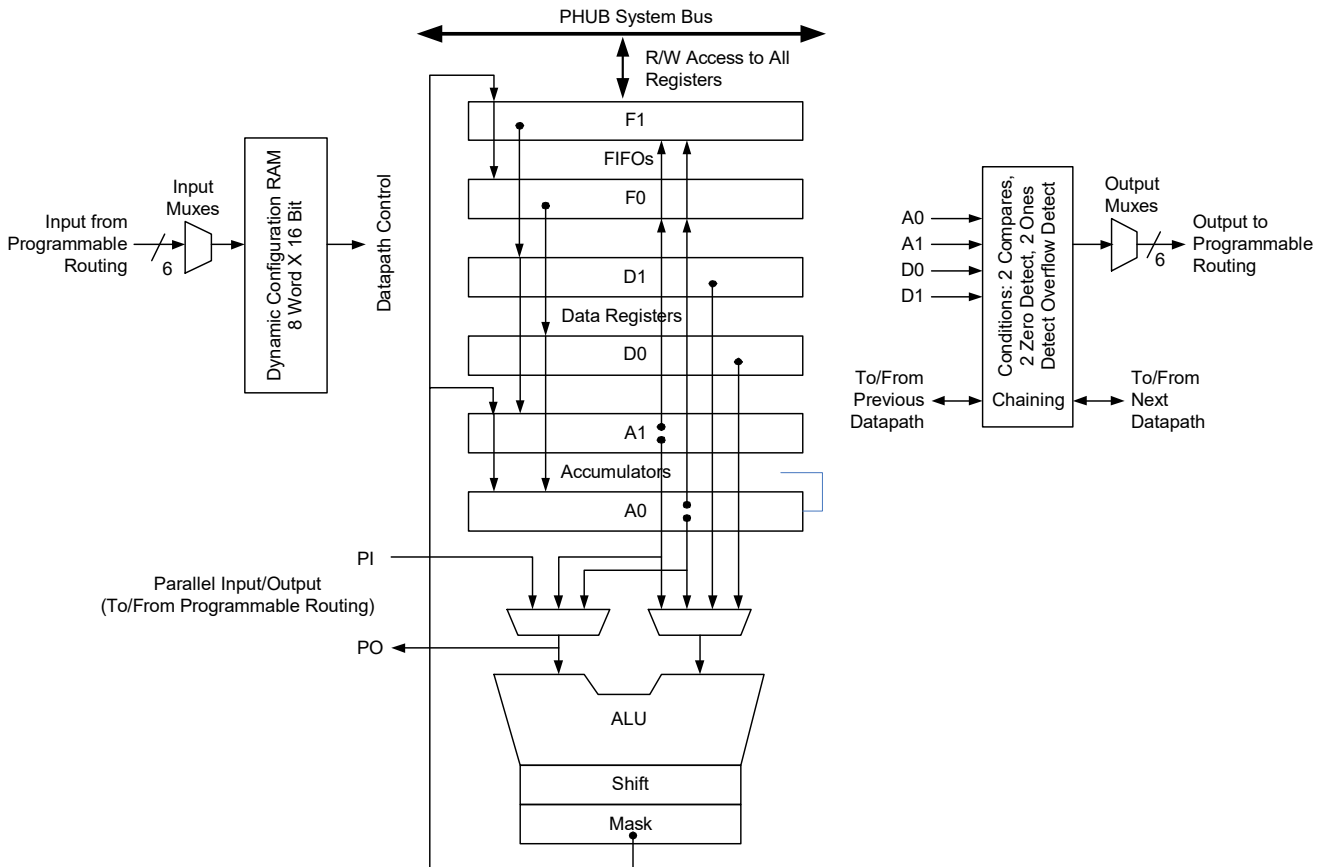 PHUB System Bus
R/W Access to All
Registers
F1
FIFOs
F0
D1
Data Registers
D0
A1
Accumulators
A0
Input from
Programmable
Routing
6
Input
Muxes
Dynamic Configuration RAM
8 Word X 16 Bit
Datapath Control
A0
A1
D0
D1
Conditions: 2 Compares,
2 Zero Detect, 2 Ones
Detect Overflow Detect
Output
Muxes
6
Output to
Programmable
Routing
To/From
Previous
Datapath
Chaining
To/From
Next
Datapath
PI
Parallel Input/Output
(To/From Programmable Routing)
PO
ALU
Shift
Mask